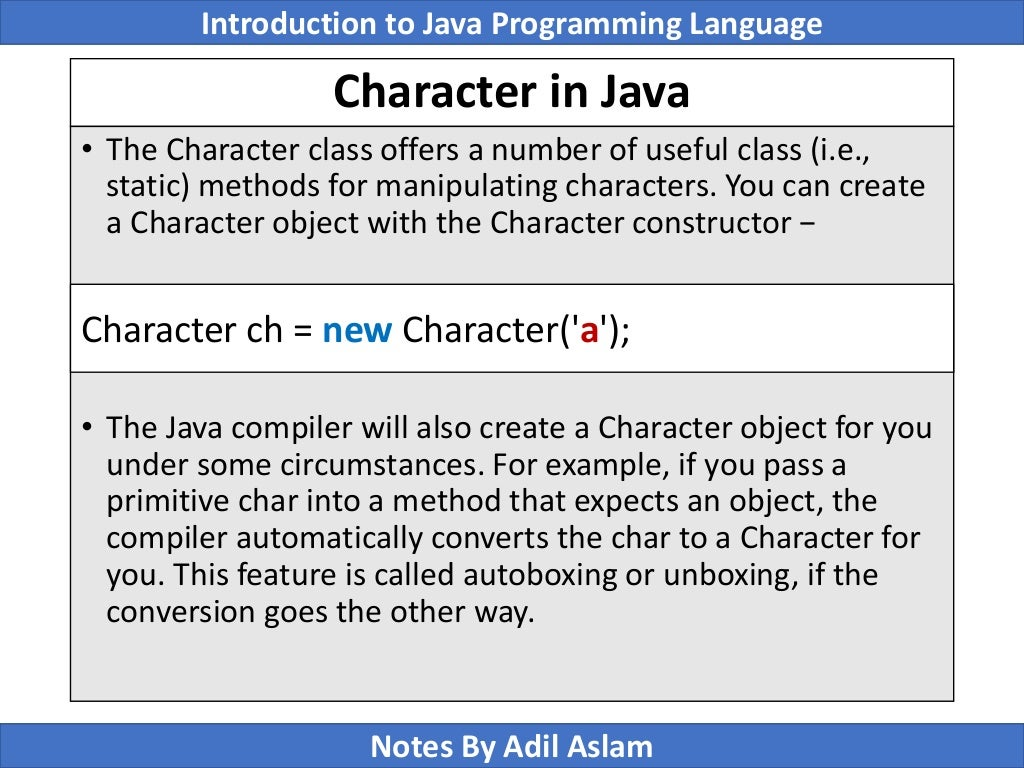 Introduction to Java Programming Language
Character in Java
• The Character class offers a number of useful class (i.e.,
static) methods for manipulating characters. You can create
a Character object with the Character constructor −
Character ch = new Character('a');
• The Java compiler will also create a Character object for you
under some circumstances. For example, if you pass a
primitive char into a method that expects an object, the
compiler automatically converts the char to a Character for
you. This feature is called autoboxing or unboxing, if the
conversion goes the other way.
Notes By Adil Aslam